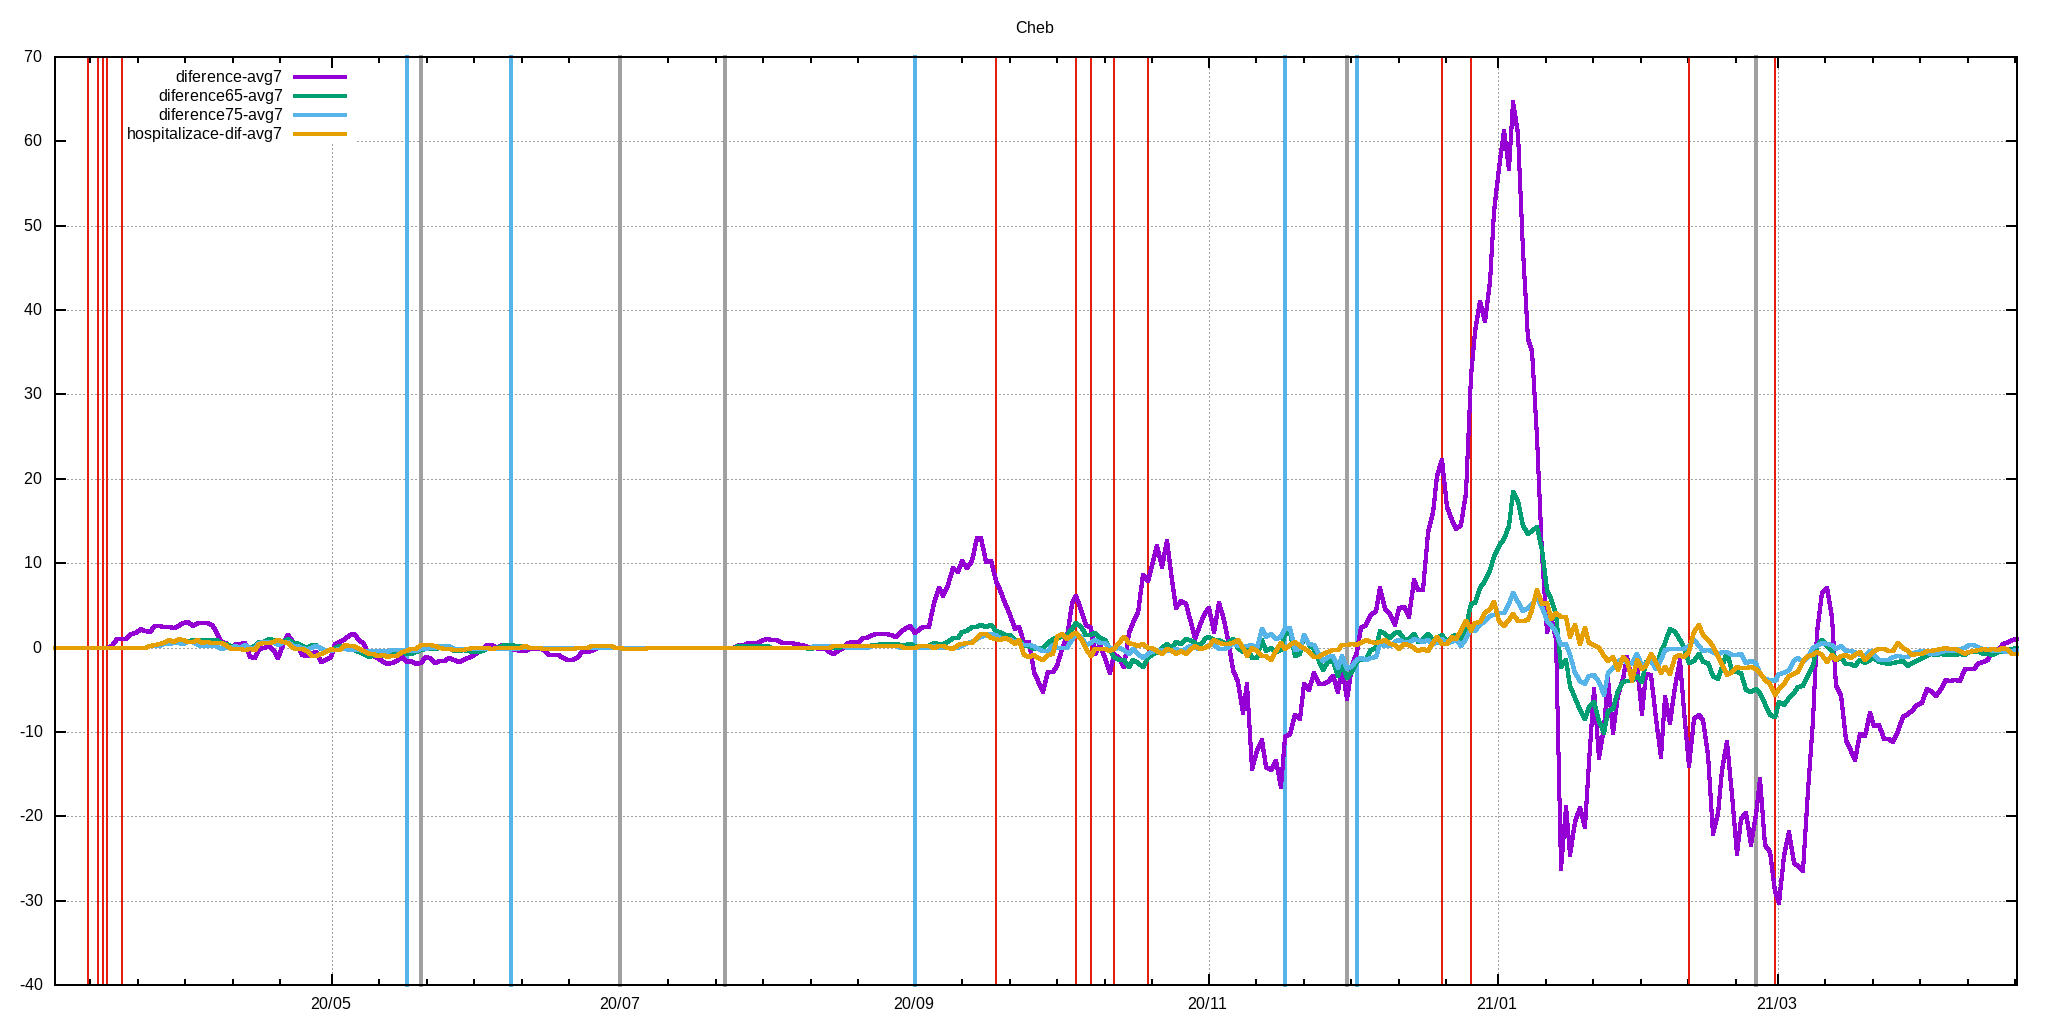 Cheb
diference-avg7
diference65-avg7
diference75-avg7
hospitalizace-dif-avg7
70
60
50
40
30
20
10
0
-10
-20
-30
-40
20/05 20/07 20/09 20/11 21/01 21/03